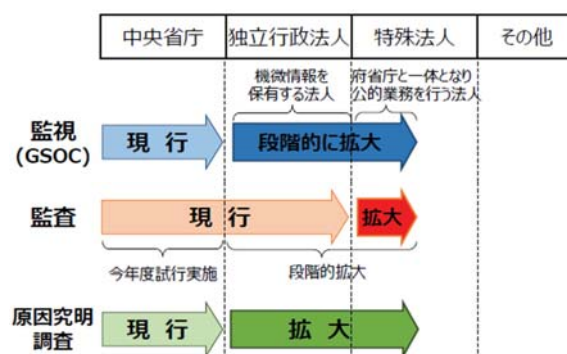 中央省庁 独立行政法人 特殊法人 その他
機微情報を
保有する法人
府省庁と一体となり
公的業務を行う法人
監視
(GSOC)
現 行
段階的に拡大
監査
現 行
拡大
今年度試行実施
段階的拡大
原因究明
調査
現 行
拡 大